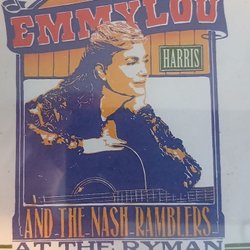 EMMYLOU
HARRIS
AND THE NASH RAMBLERS
AT THE RYMAN